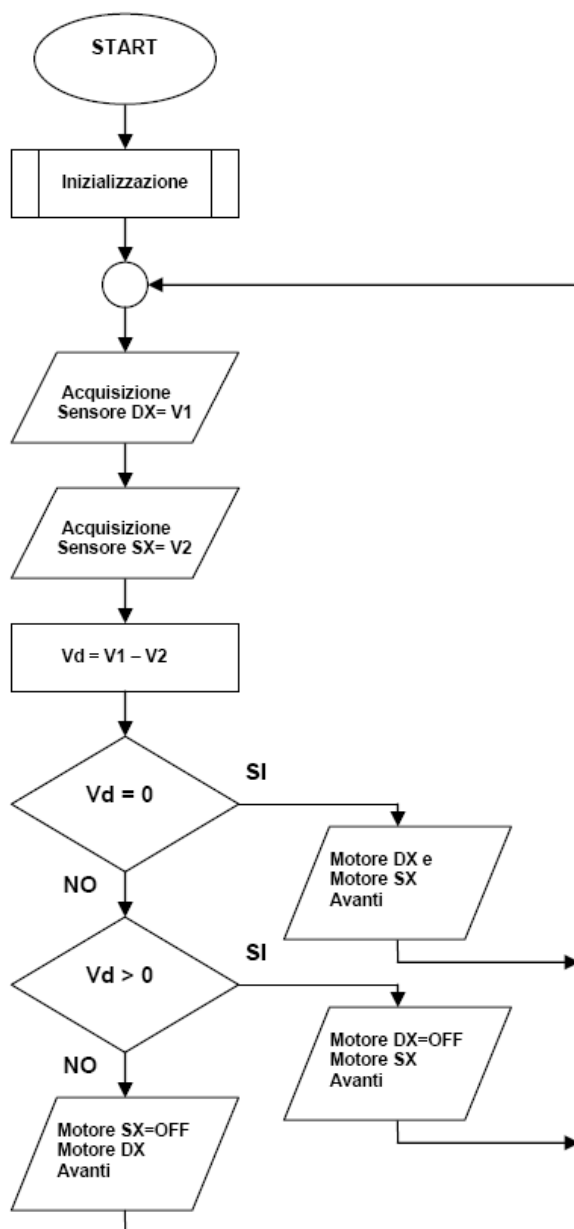 START
Inizializzazione
Acquisizione
Sensore DX= V1
Acquisizione
Sensore SX= V2
Vd = V1 – V2
Vd = 0
SI
Motore DX e
Motore SX
Avanti
NO
Vd > 0
SI
Motore DX=OFF
Motore SX
Avanti
NO
Motore SX=OFF
Motore DX
Avanti